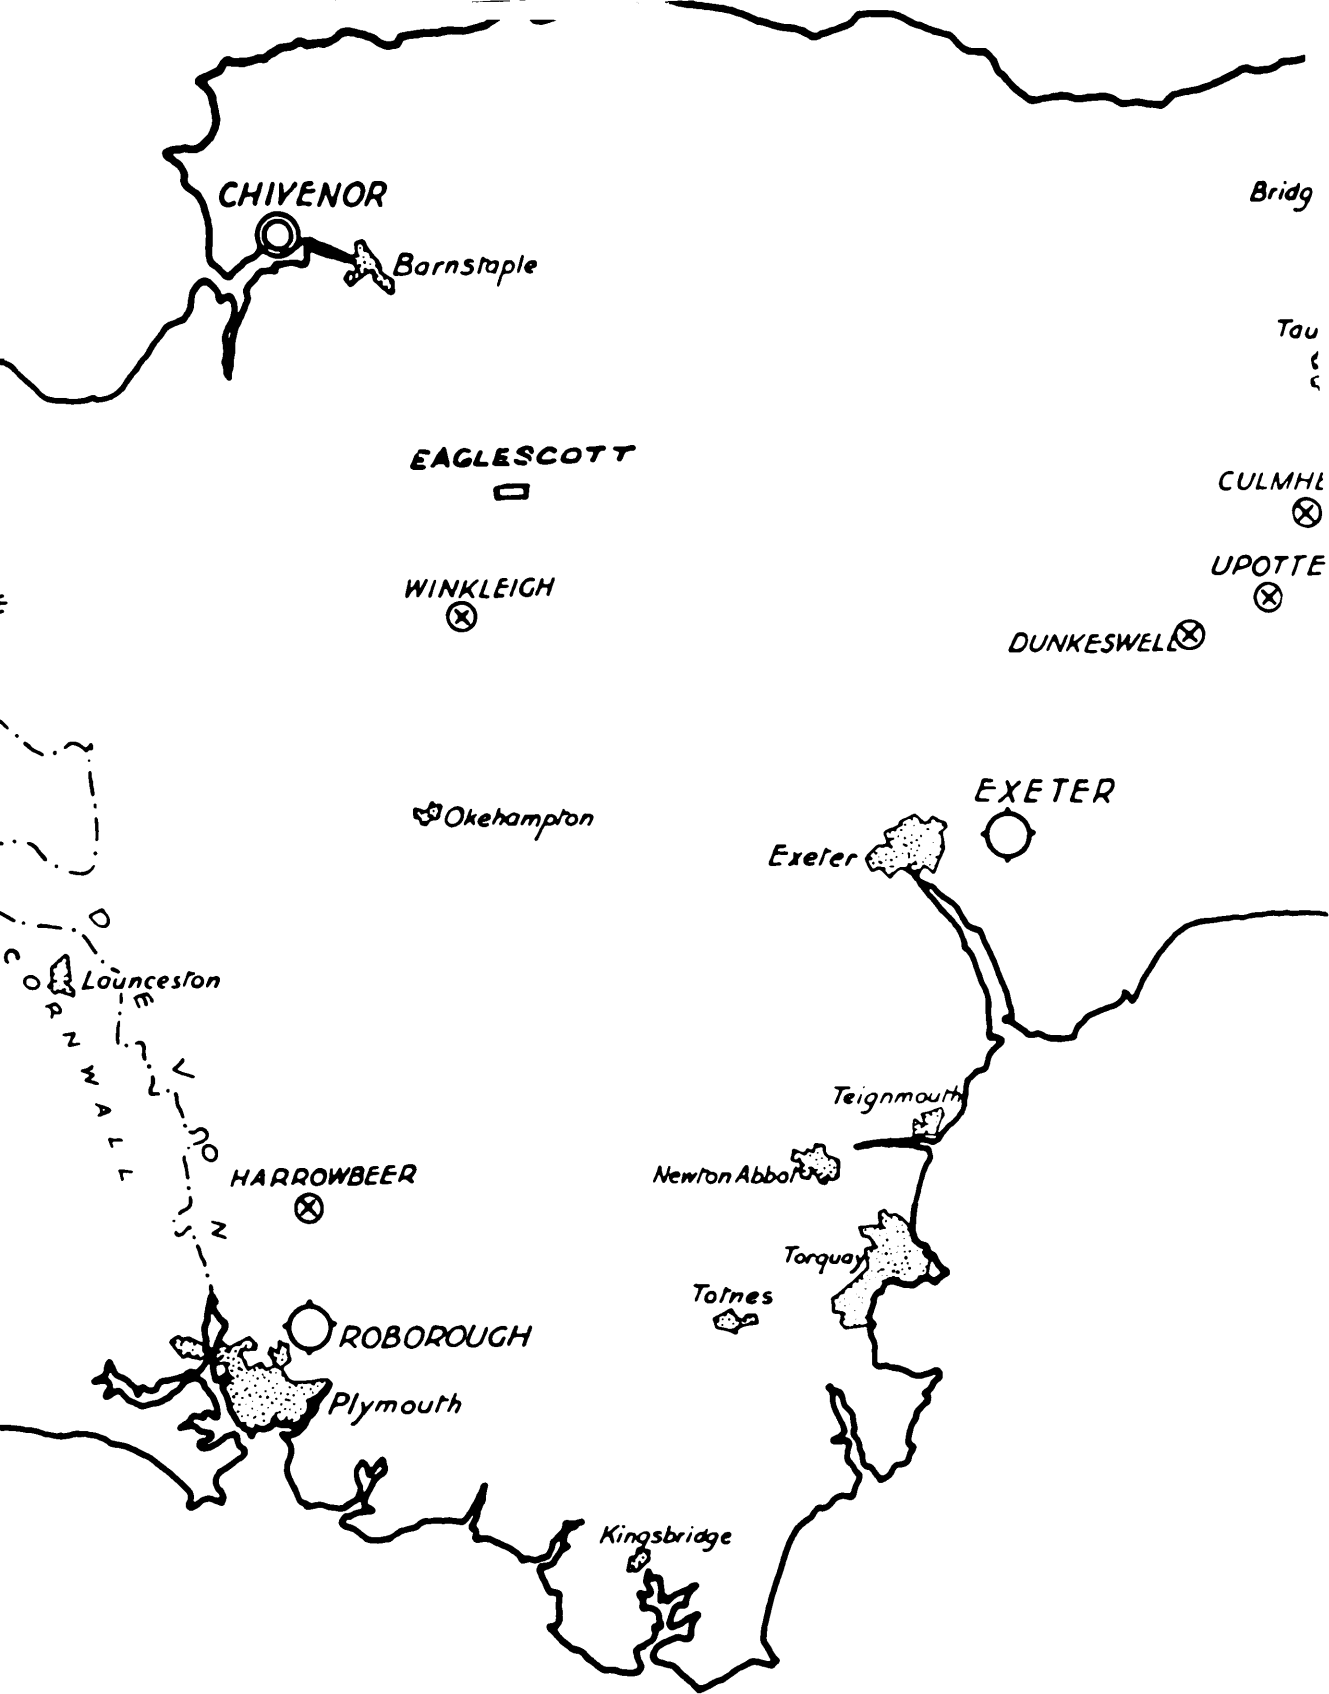 CHIVENOR
Bridg
Barnstaple
Tau
EAGLESCOTT
CULMHE
UPOTTE
WINKLEIGH
DUNKESWELL
EXETER
Okehampton
Exeter
DEVON
CORNWALL
Launceston
Teignmouth
Newton Abbot
HARROWBEER
Torquay
Totnes
ROBOROUGH
Plymouth
Kingsbridge